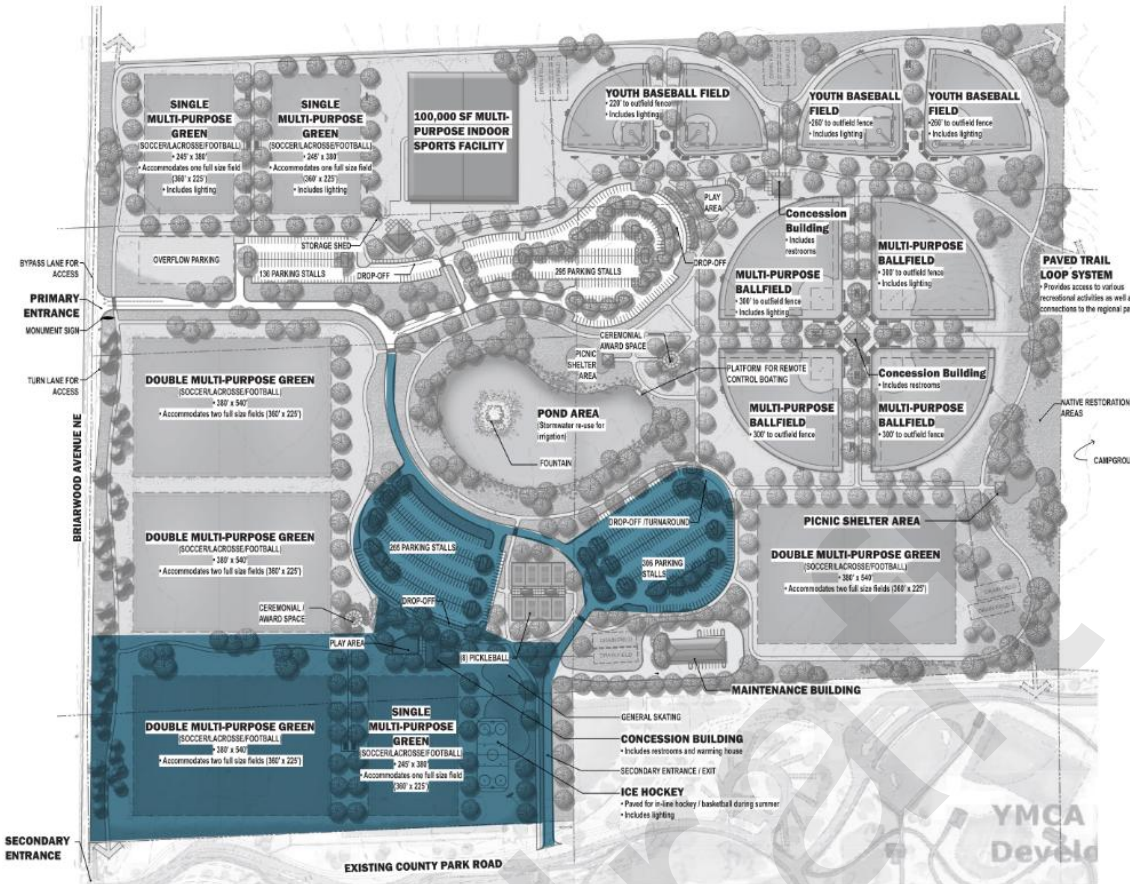 SINGLE
MULTI-PURPOSE
GREEN
(SOCCER/LACROSSE/FOOTBALL)
• 245' x 380'
• Accommodates one full size field
(360' x 225')
• Includes lighting
SINGLE
MULTI-PURPOSE
GREEN
(SOCCER/LACROSSE/FOOTBALL)
• 245' x 380'
• Accommodates one full size field
(360' x 225')
• Includes lighting
100,000 SF MULTI-
PURPOSE INDOOR
SPORTS FACILITY
YOUTH BASEBALL FIELD
• 220' to outfield fence
• Includes lighting
YOUTH BASEBALL
FIELD
• 260' to outfield fence
• Includes lighting
YOUTH BASEBALL
FIELD
• 260' to outfield fence
• Includes lighting
PLAY
AREA
Concession
Building
• Includes
restrooms
STORAGE SHED
OVERFLOW PARKING
136 PARKING STALLS
DROP-OFF
295 PARKING STALLS
DROP-OFF
MULTI-PURPOSE
BALLFIELD
• 300' to outfield fence
• Includes lighting
MULTI-PURPOSE
BALLFIELD
• 300' to outfield fence
• Includes lighting
PAVED TRAIL
LOOP SYSTEM
• Provides access to various
recreational activities as well a
connections to the regional pa
BYPASS LANE FOR
ACCESS
PRIMARY
ENTRANCE
MONUMENT SIGN
TURN LANE FOR
ACCESS
BRIARWOOD AVENUE NE
DOUBLE MULTI-PURPOSE GREEN
(SOCCER/LACROSSE/FOOTBALL)
• 380' x 540'
• Accommodates two full size fields (360' x 225')
CEREMONIAL /
AWARD SPACE
PICNIC
SHELTER
AREA
PLATFORM FOR REMOTE
CONTROL BOATING
POND AREA
(Stormwater re-use for
irrigation)
FOUNTAIN
Concession Building
• Includes restrooms
MULTI-PURPOSE
BALLFIELD
• 300' to outfield fence
MULTI-PURPOSE
BALLFIELD
• 300' to outfield fence
NATIVE RESTORATION
AREAS
CAMPGROU
DOUBLE MULTI-PURPOSE GREEN
(SOCCER/LACROSSE/FOOTBALL)
• 380' x 540'
• Accommodates two full size fields (360' x 225')
PARKING STALLS
DROP-OFF /TURNAROUND
PARKING
STALLS
PICNIC SHELTER AREA
DOUBLE MULTI-PURPOSE GREEN
(SOCCER/LACROSSE/FOOTBALL)
• 380' x 540'
• Accommodates two full size fields (360' x 225')
CEREMONIAL /
AWARD SPACE
DROP-OFF
PLAY AREA
(8) PICKLEBALL
DRAINFIELD
MAINTENANCE BUILDING
DOUBLE MULTI-PURPOSE GREEN
(SOCCER/LACROSSE/FOOTBALL)
• 380' x 540'
• Accommodates two full size fields (360' x 225')
SINGLE
MULTI-PURPOSE
GREEN
(SOCCER/LACROSSE/FOOTBALL)
• 245' x 380'
• Accommodates one full size field
(360' x 225')
GENERAL SKATING
CONCESSION BUILDING
• Includes restrooms and warming house
SECONDARY ENTRANCE / EXIT
ICE HOCKEY
• Paved for in-line hockey / basketball during summer
• Includes lighting
SECONDARY
ENTRANCE
EXISTING COUNTY PARK ROAD
YMCA
Develo